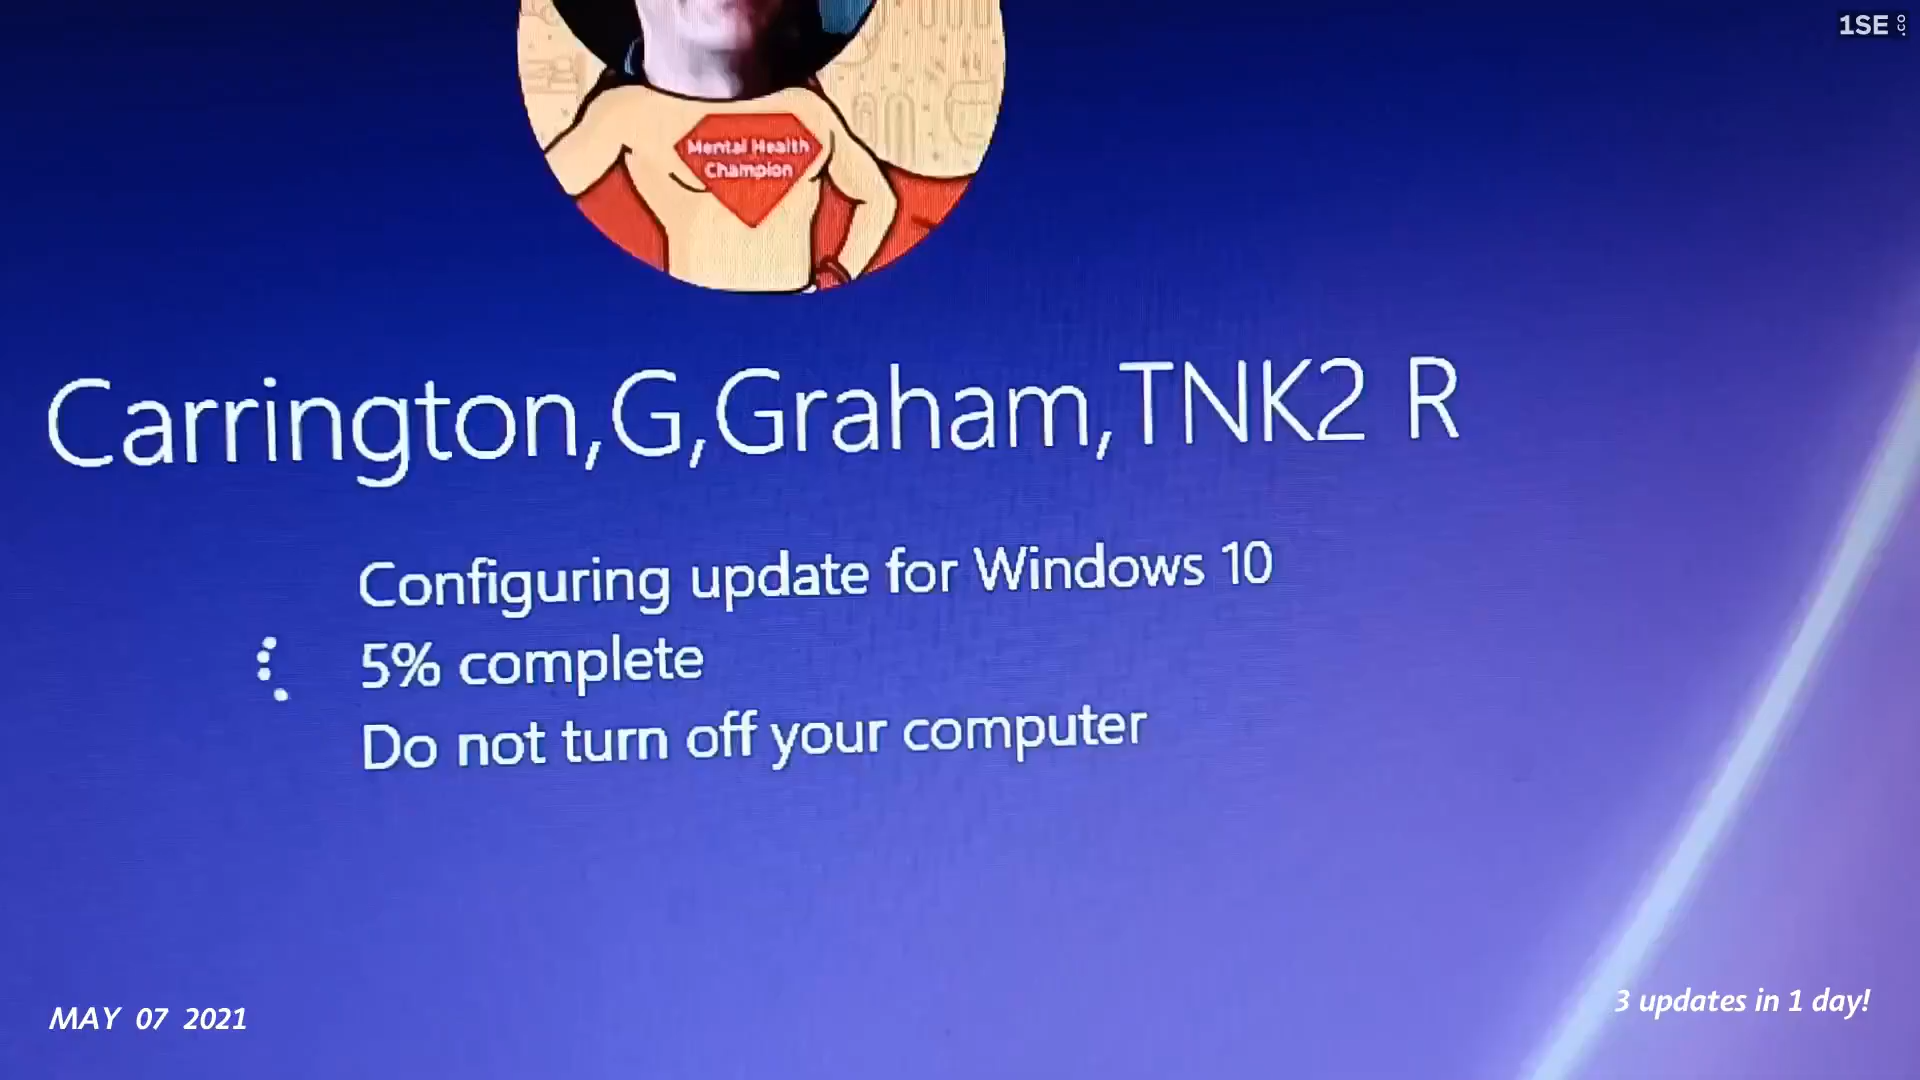 1SE .co
Mental Health
Champion
Carrington,G,Graham,TNK2 R
Configuring update for Windows 10
5% complete
Do not turn off your computer
MAY 07 2021
3 updates in 1 day!